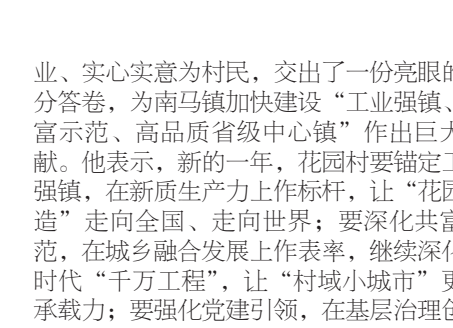 业、实心实意为村民，交出了一份亮眼的
分答卷，为南马镇加快建设“工业强镇、
富示范、高品质省级中心镇”作出巨大
献。他表示，新的一年，花园村要锚定工
强镇，在新质生产力上作标杆，让“花园
造”走向全国、走向世界；要深化共富
范，在城乡融合发展上作表率，继续深化
时代“千万工程”，让“村域小城市”更
承载力；要强化党建引领，在基层治理创